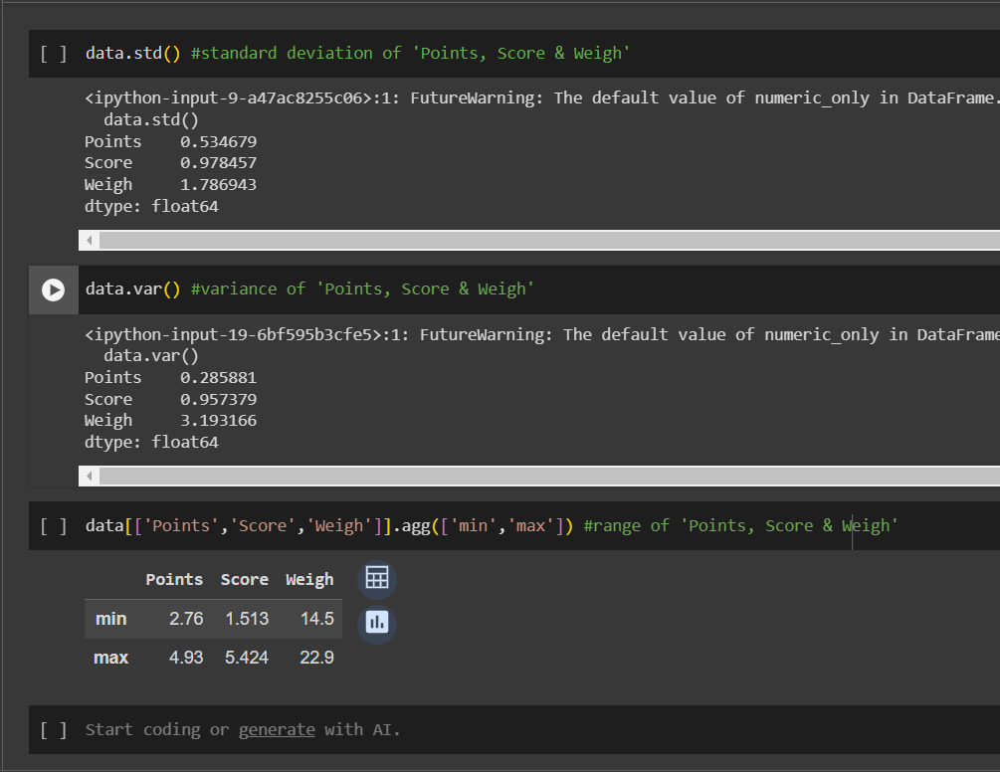 [ ] data.std() #standard deviation of 'Points, Score & Weigh'
<ipython-input-9-a47ac8255c06>:1: FutureWarning: The default value of numeric_only in DataFrame.
data.std()
Points 0.534679
Score 0.978457
Weigh 1.786943
dtype: float64
data.var() #variance of 'Points, Score & Weigh'
<ipython-input-19-6bf595b3cfe5>:1: FutureWarning: The default value of numeric_only in DataFrame
data.var()
Points 0.285881
Score 0.957379
Weigh 3.193166
dtype: float64
[ ] data[['Points','Score','Weigh']].agg(['min','max']) #range of 'Points, Score & Weigh'
Points Score Weigh
min 2.76 1.513 14.5
max 4.93 5.424 22.9
[ ] Start coding or generate with AI.